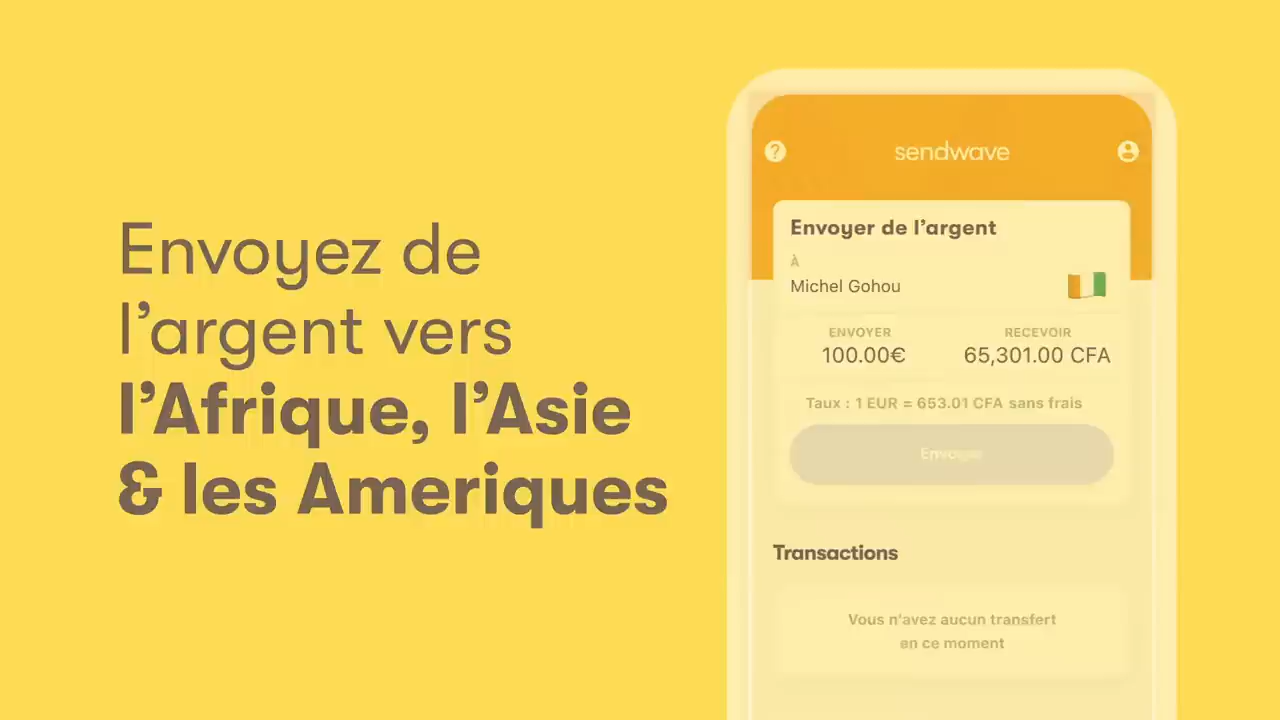 Envoyez de
l’argent vers
l’Afrique, l’Asie
& les Ameriques
?
sendwave
Envoyer de l’argent
À
Michel Gohou
ENVOYER
RECEVOIR
100.00€
65,301.00 CFA
Taux : 1 EUR = 653.01 CFA sans frais
Envoyer
Transactions
Vous n'avez aucun transfert
en ce moment